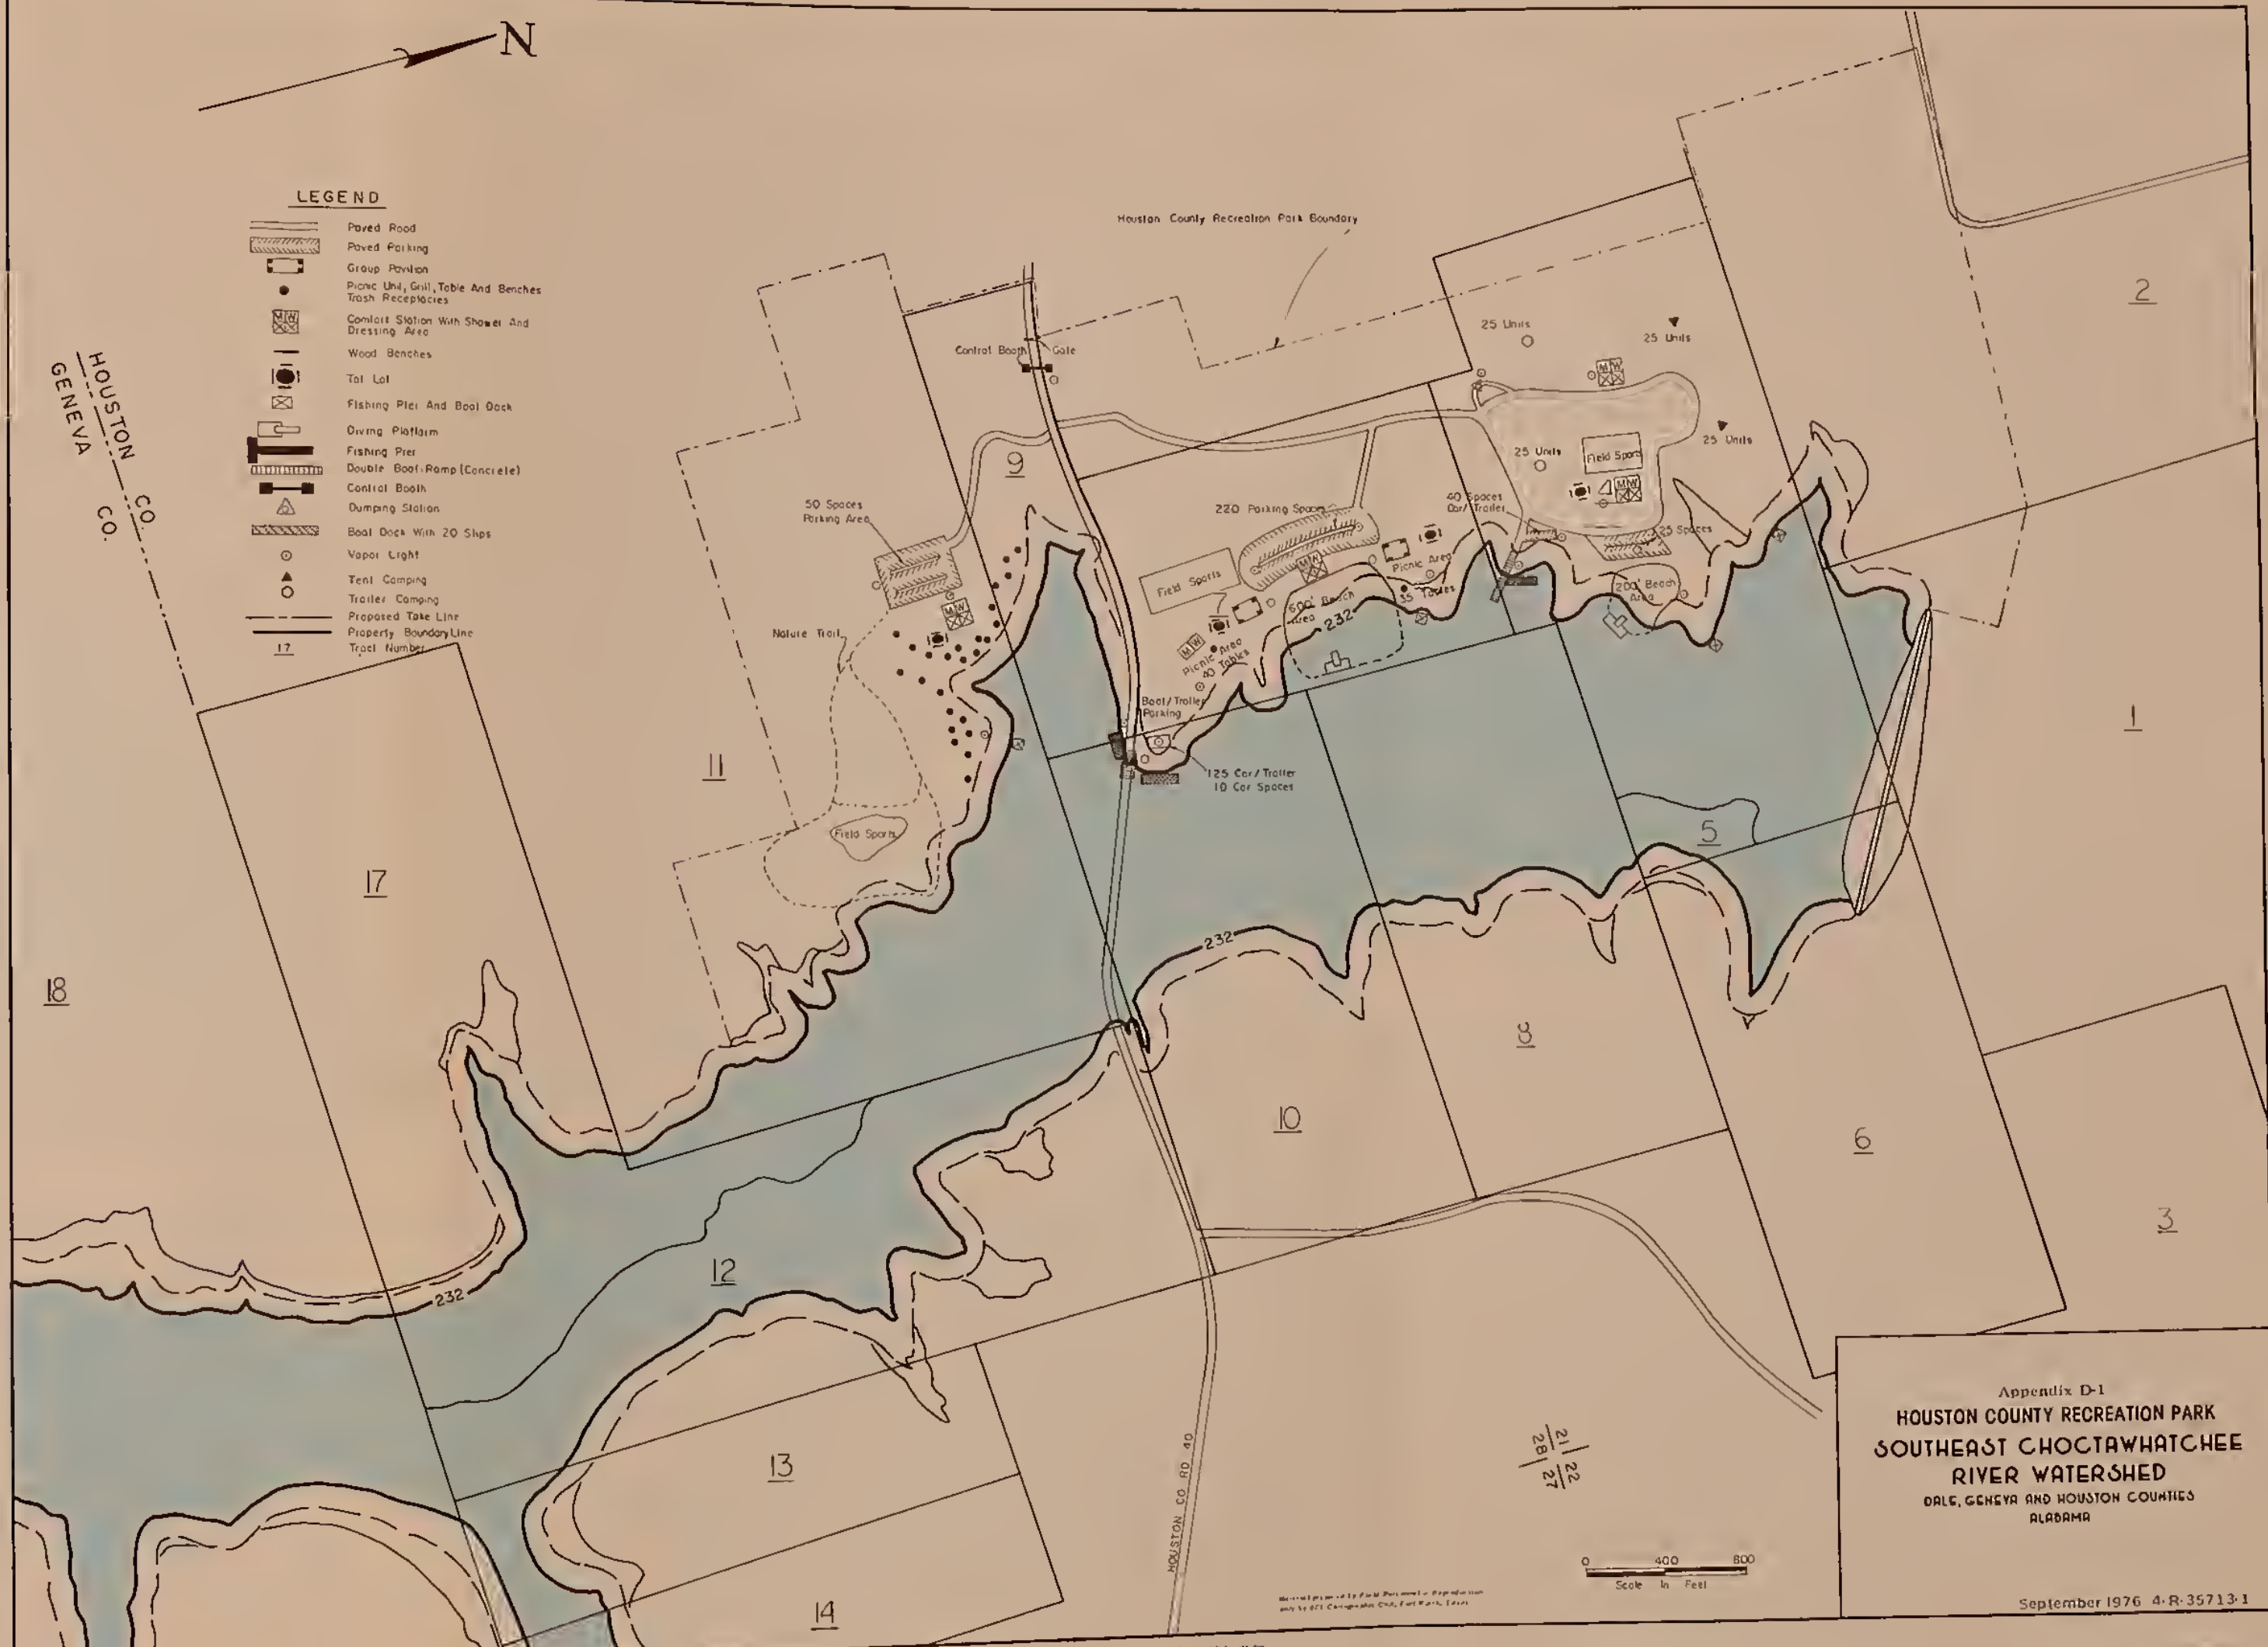 N
LEGEND
Paved Road
Paved Parking
Group Pavilion
Picnic Unit, Grill, Table And Benches
Trash Receptacles
Comfort Station With Shower And
Dressing Area
Wood Benches
Tot Lot
Fishing Pier And Boat Dock
Diving Platform
Fishing Pier
Double Boat-Ramp (Concrete)
Control Booth
Dumping Station
Boat Dock With 20 Slips
Vapor Light
Tent Camping
Trailer Camping
Proposed Take Line
Property Boundary Line
17 Tract Number
HOUSTON CO.
GENEVA CO.
Houston County Recreation Park Boundary
Control Booth
Gate
25 Units
25 Units
25 Units
25 Units
Field Sports
M W
M W
40 Spaces
Car/Trailer
25 Spaces
200' Beach
Area
220 Parking Spaces
Field Sports
M W
Picnic Area
35 Tables
600' Beach
Area
232
M W
Picnic Area
40 Tables
Boat/Trailer
Parking
125 Car/Trailer
10 Car Spaces
50 Spaces
Parking Area
M W
Nature Trail
Field Sports
2
9
1
11
5
17
18
232
8
10
6
3
12
232
13
14
HOUSTON CO RD 40
21 22
28 27
0 400 800
Scale In Feet
Appendix D-1
HOUSTON COUNTY RECREATION PARK
SOUTHEAST CHOCTAWHATCHEE
RIVER WATERSHED
DALE, GENEVA AND HOUSTON COUNTIES
ALABAMA
September 1976 4-R-35713-1